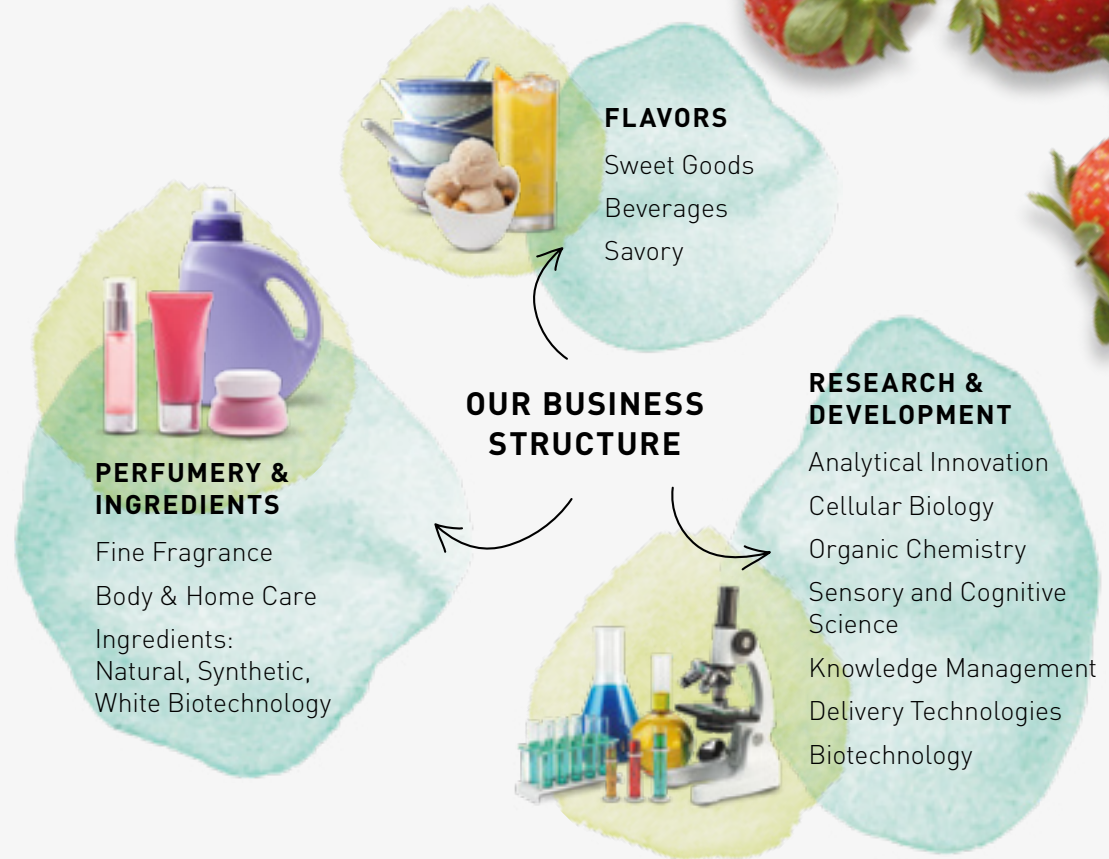 FLAVORS
Sweet Goods
Beverages
Savory
OUR BUSINESS
STRUCTURE
PERFUMERY &
INGREDIENTS
Fine Fragrance
Body & Home Care
Ingredients:
Natural, Synthetic,
White Biotechnology
RESEARCH &
DEVELOPMENT
Analytical Innovation
Cellular Biology
Organic Chemistry
Sensory and Cognitive
Science
Knowledge Management
Delivery Technologies
Biotechnology